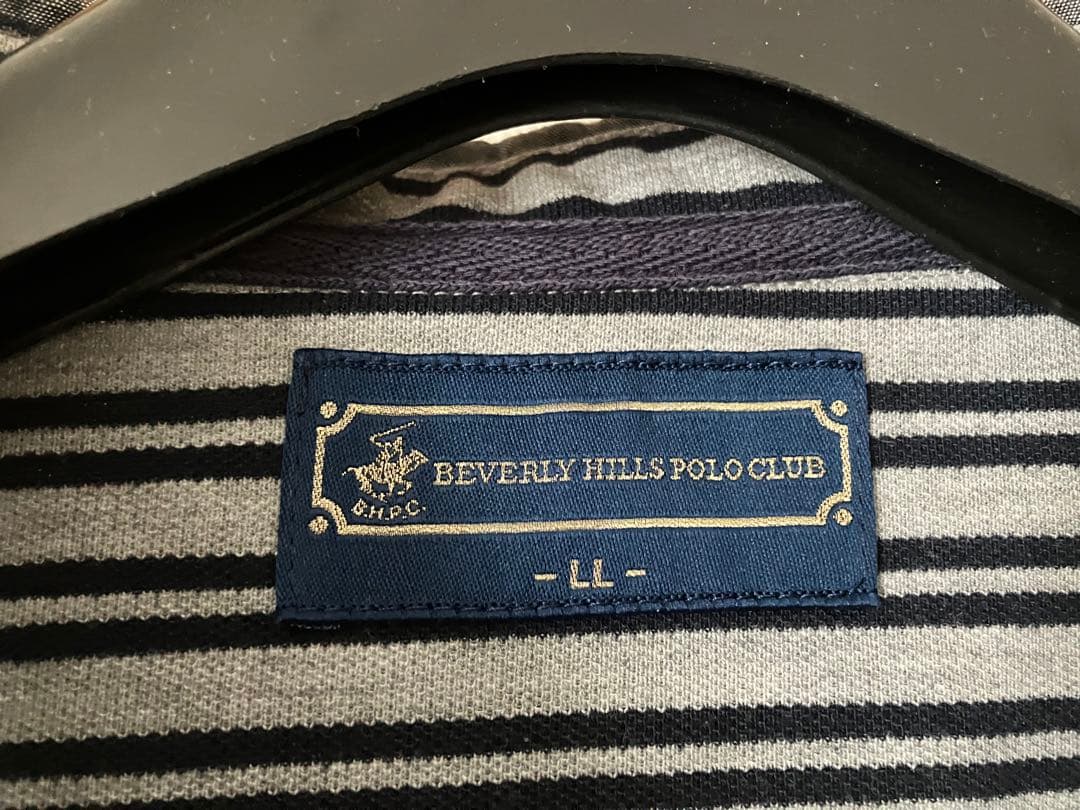 BEVERLY HILLS POLO CLUB
B.H.P.C.
- LL -